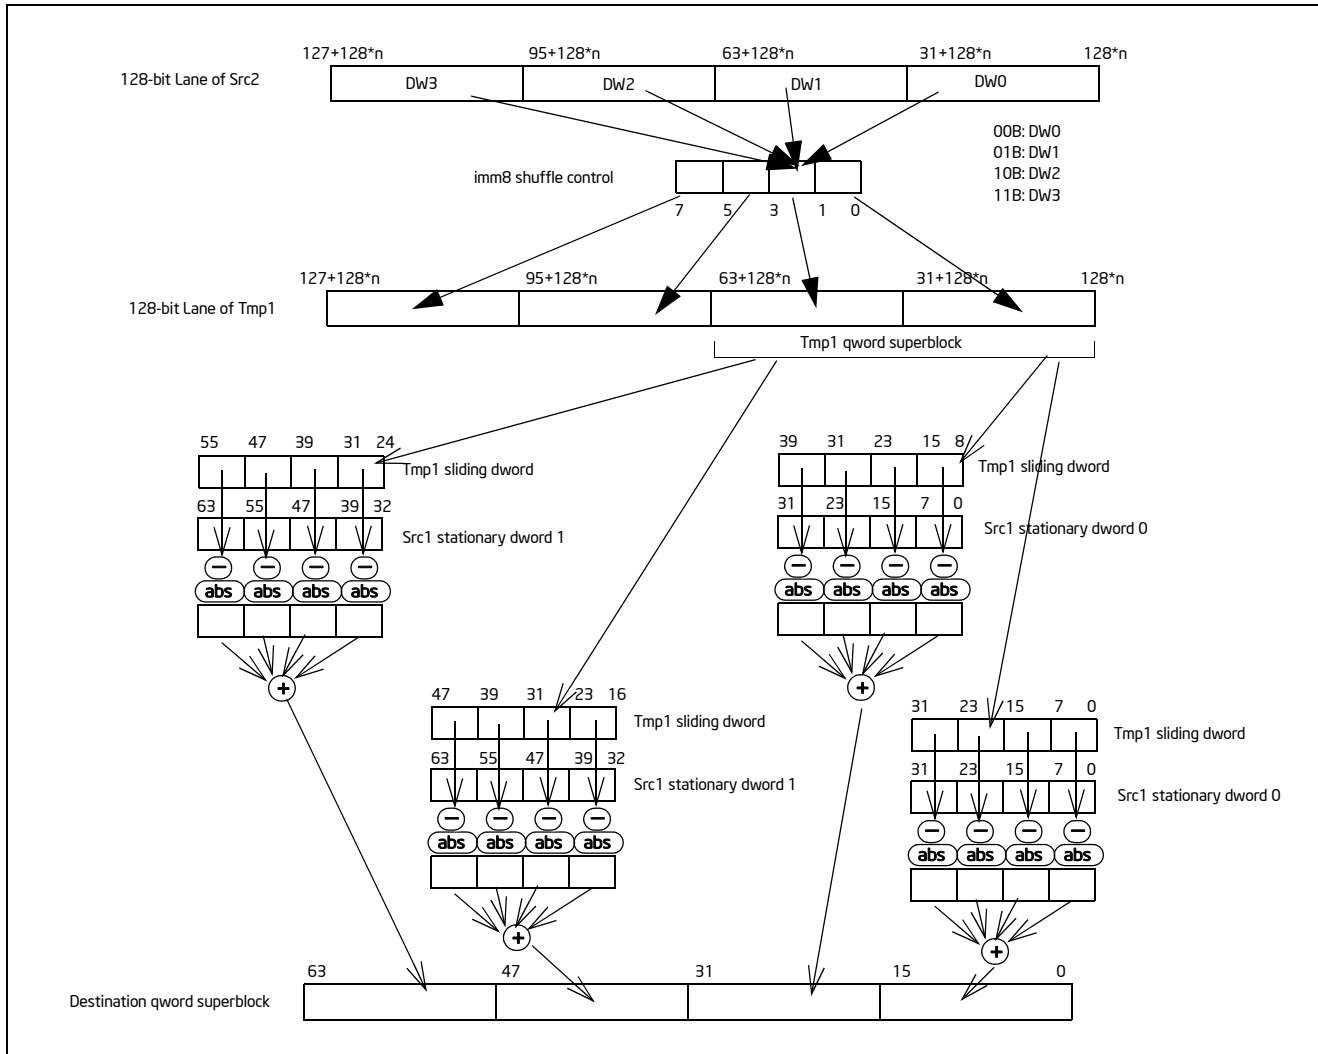 127+128*n 95+128*n 63+128*n 31+128*n 128*n
128-bit Lane of Src2
DW3 DW2 DW1 DW0
00B: DW0
01B: DW1
10B: DW2
11B: DW3
imm8 shuffle control
7 5 3 1 0
127+128*n 95+128*n 63+128*n 31+128*n 128*n
128-bit Lane of Tmp1
Tmp1 qword superblock
55 47 39 31 24
Tmp1 sliding dword
63 55 47 39 32
Src1 stationary dword 1
− − − −
abs abs abs abs
+
39 31 23 15 8
Tmp1 sliding dword
31 23 15 7 0
Src1 stationary dword 0
− − − −
abs abs abs abs
+
47 39 31 23 16
Tmp1 sliding dword
63 55 47 39 32
Src1 stationary dword 1
− − − −
abs abs abs abs
+
31 23 15 7 0
Tmp1 sliding dword
31 23 15 7 0
Src1 stationary dword 0
− − − −
abs abs abs abs
+
63 47 31 15 0
Destination qword superblock